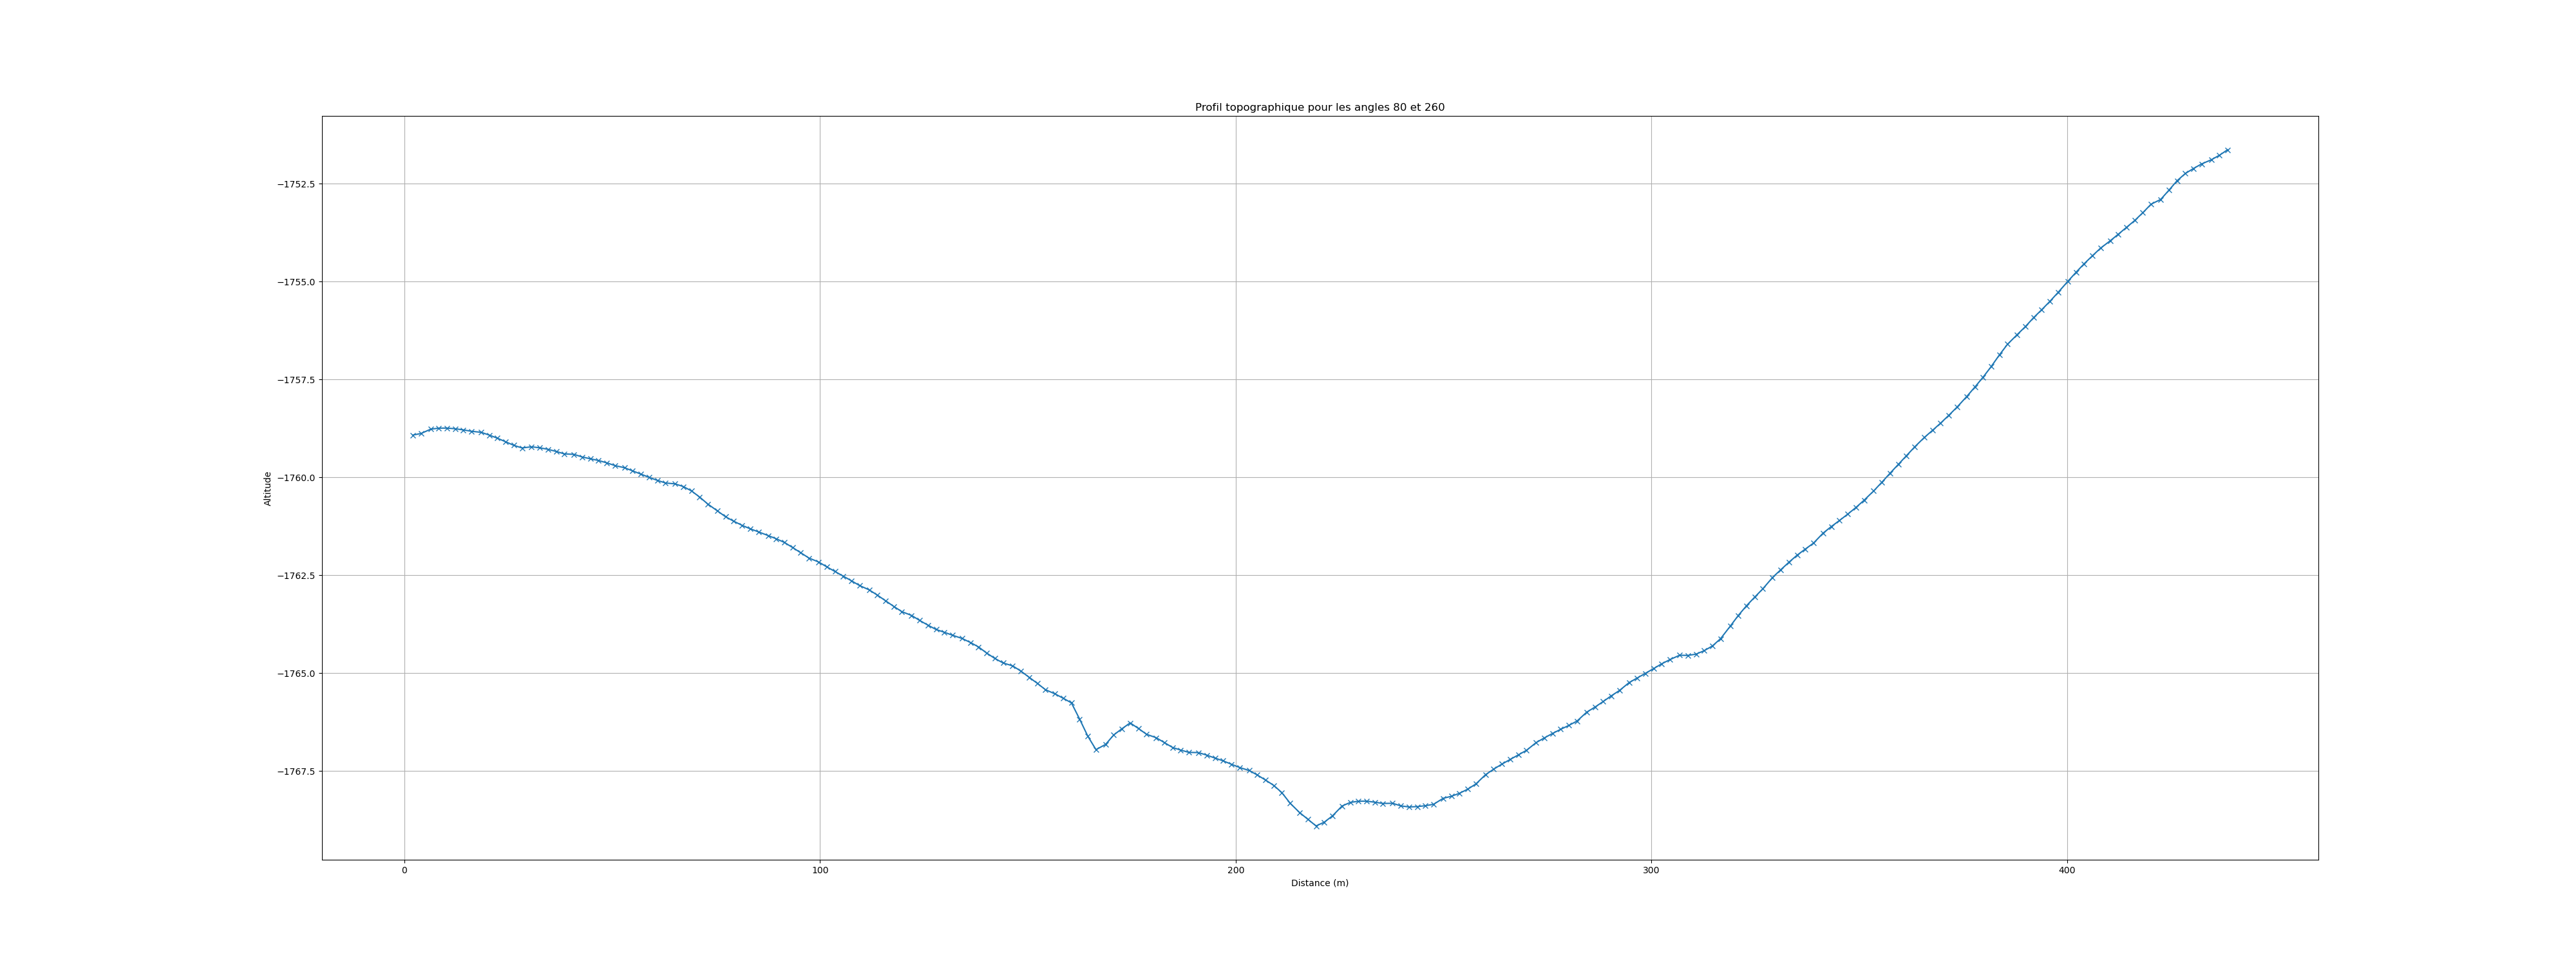 Profil topographique pour les angles 80 et 260
−1752.5
−1755.0
−1757.5
−1760.0
−1762.5
−1765.0
−1767.5
Altitude
0 100 200 300 400
Distance (m)